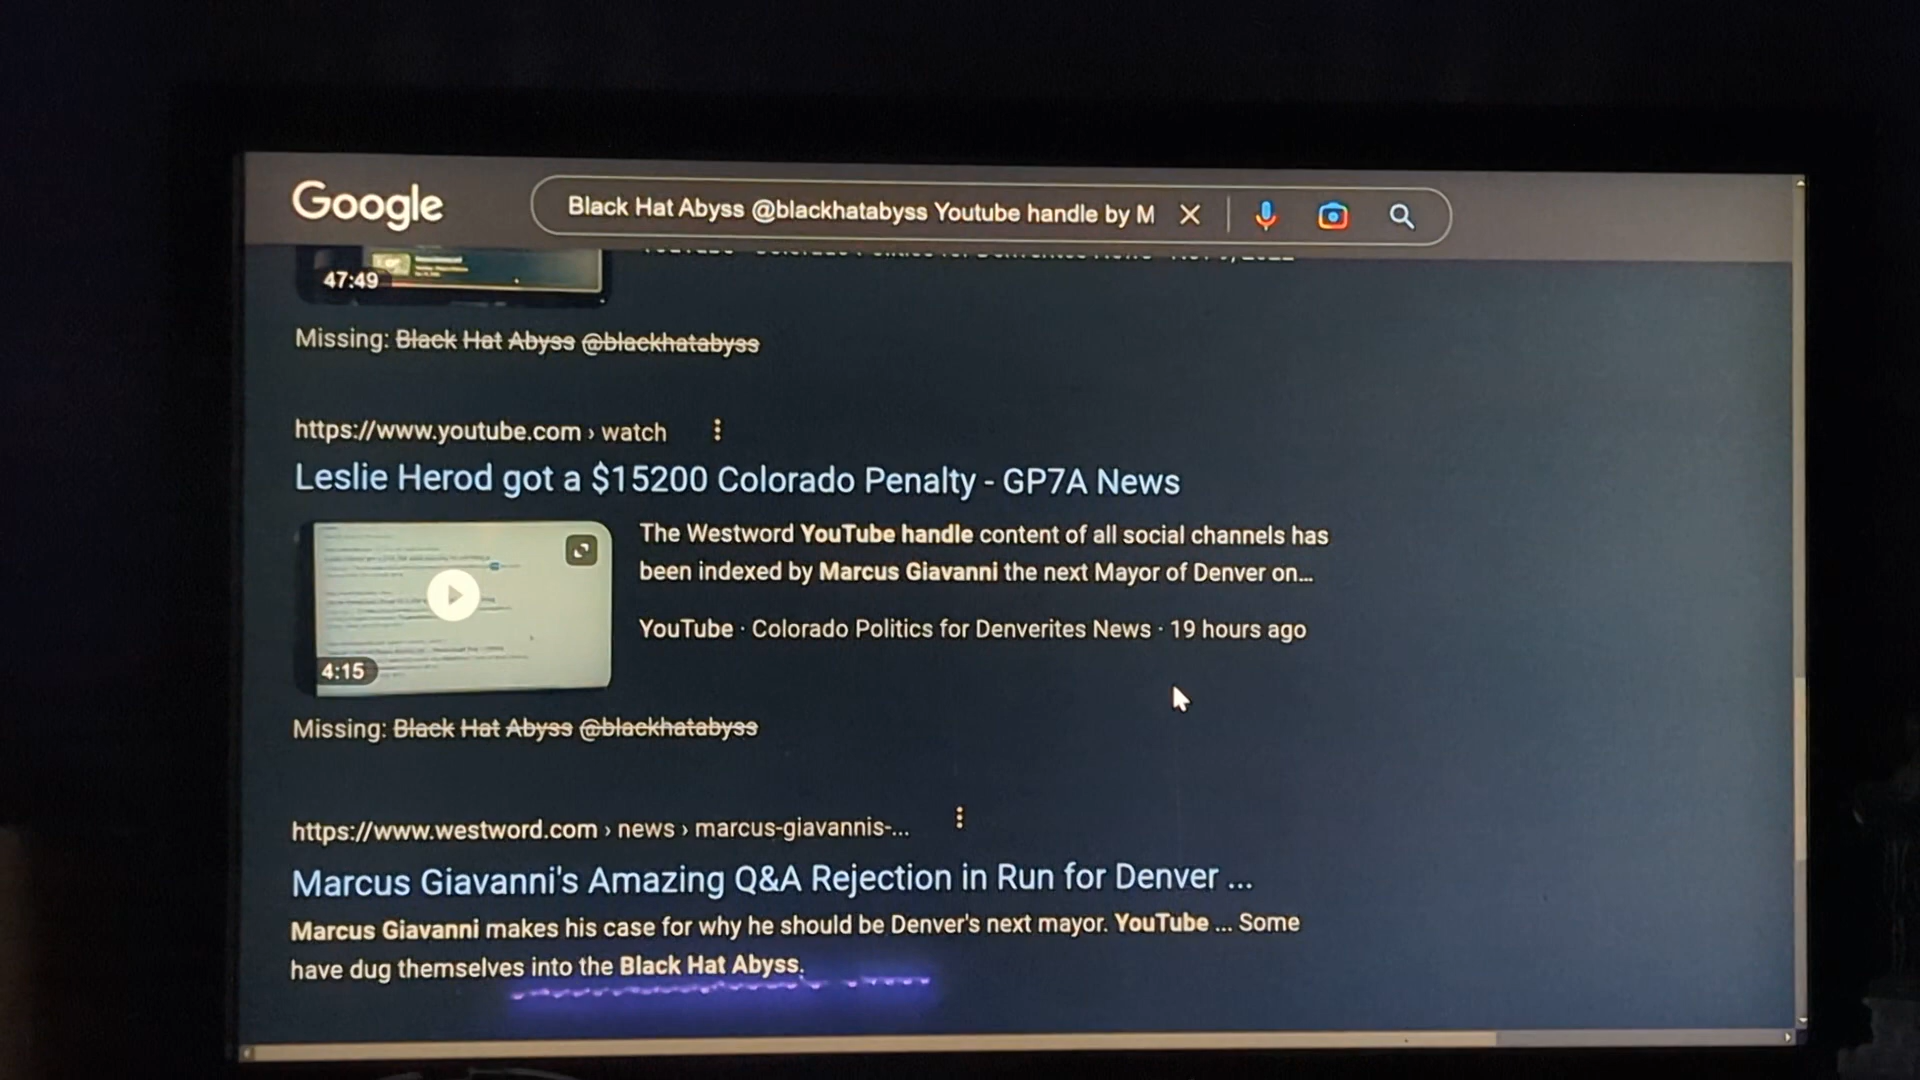 Google
Black Hat Abyss @blackhatabyss Youtube handle by M
47:49
Missing: Black Hat Abyss @blackhatabyss
https://www.youtube.com › watch
Leslie Herod got a $15200 Colorado Penalty - GP7A News
The Westword YouTube handle content of all social channels has
been indexed by Marcus Giavanni the next Mayor of Denver on...
YouTube · Colorado Politics for Denverites News · 19 hours ago
4:15
Missing: Black Hat Abyss @blackhatabyss
https://www.westword.com › news › marcus-giavannis-...
Marcus Giavanni's Amazing Q&A Rejection in Run for Denver ...
Marcus Giavanni makes his case for why he should be Denver's next mayor. YouTube ... Some
have dug themselves into the Black Hat Abyss.